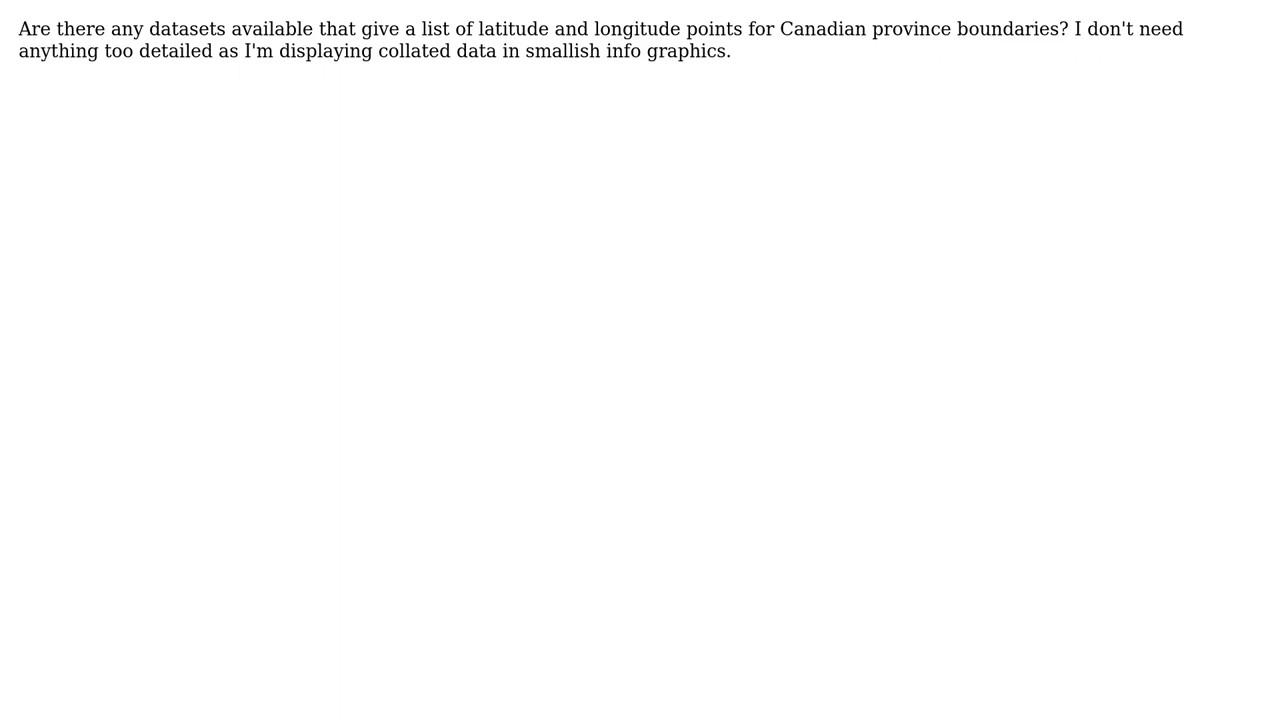 Are there any datasets available that give a list of latitude and longitude points for Canadian province boundaries? I don't need
anything too detailed as I'm displaying collated data in smallish info graphics.